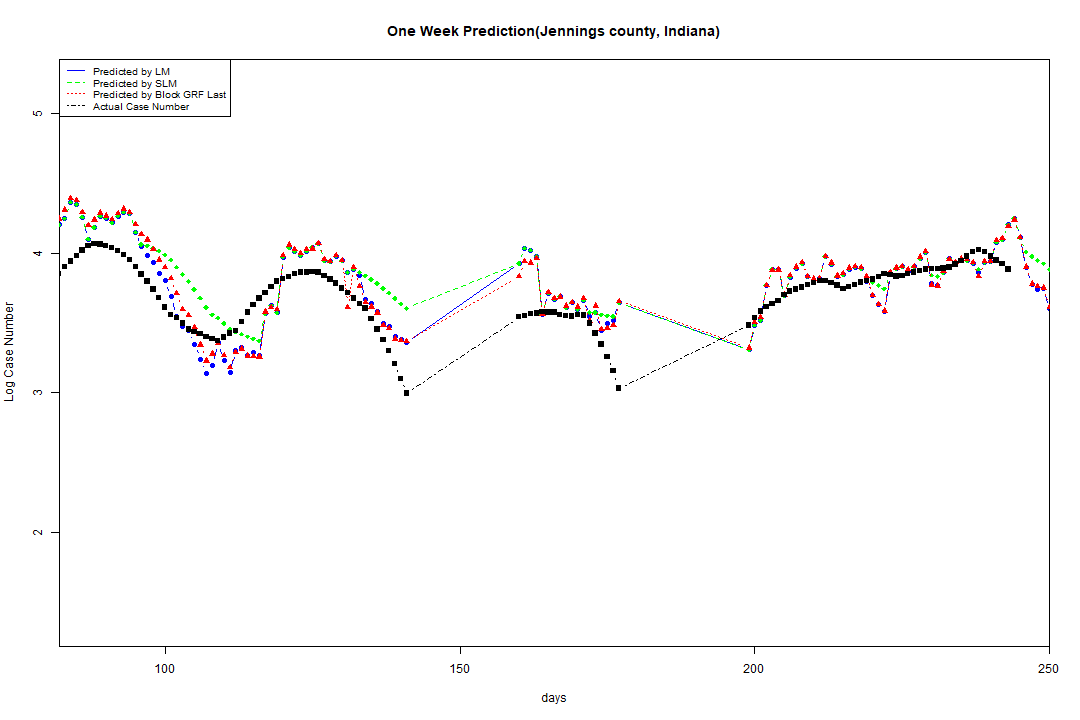 One Week Prediction(Jennings county, Indiana)
Predicted by LM
Predicted by SLM
Predicted by Block GRF Last
Actual Case Number
5
4
3
2
Log Case Number
100
150
200
250
days